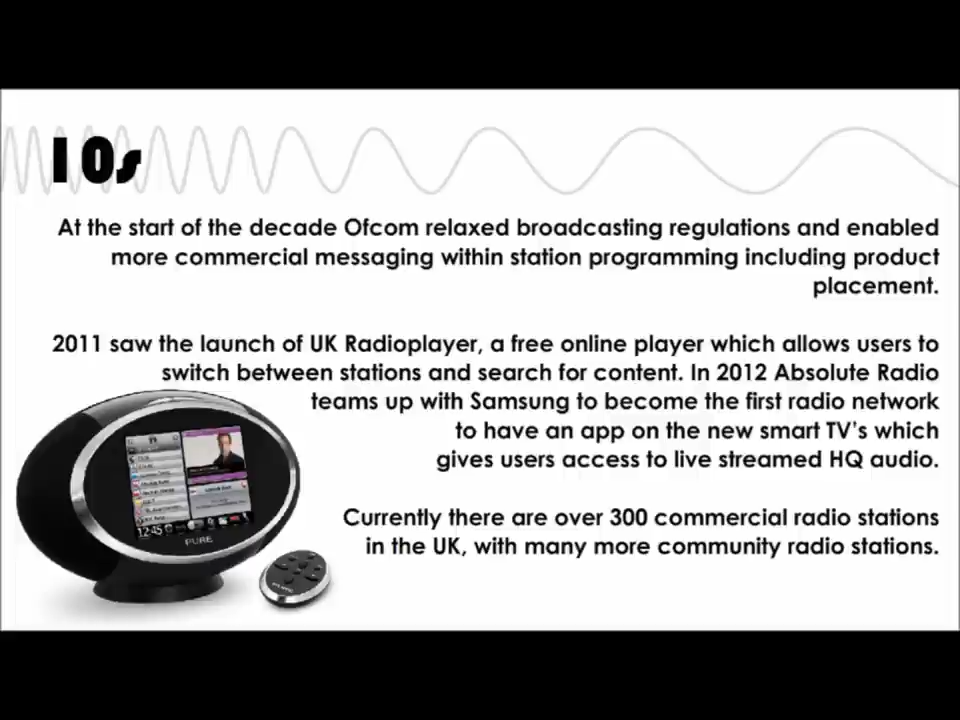 10s
At the start of the decade Ofcom relaxed broadcasting regulations and enabled
more commercial messaging within station programming including product
placement.
2011 saw the launch of UK Radioplayer, a free online player which allows users to
switch between stations and search for content. In 2012 Absolute Radio
teams up with Samsung to become the first radio network
to have an app on the new smart TV's which
gives users access to live streamed HQ audio.
Currently there are over 300 commercial radio stations
in the UK, with many more community radio stations.
12:45
PURE